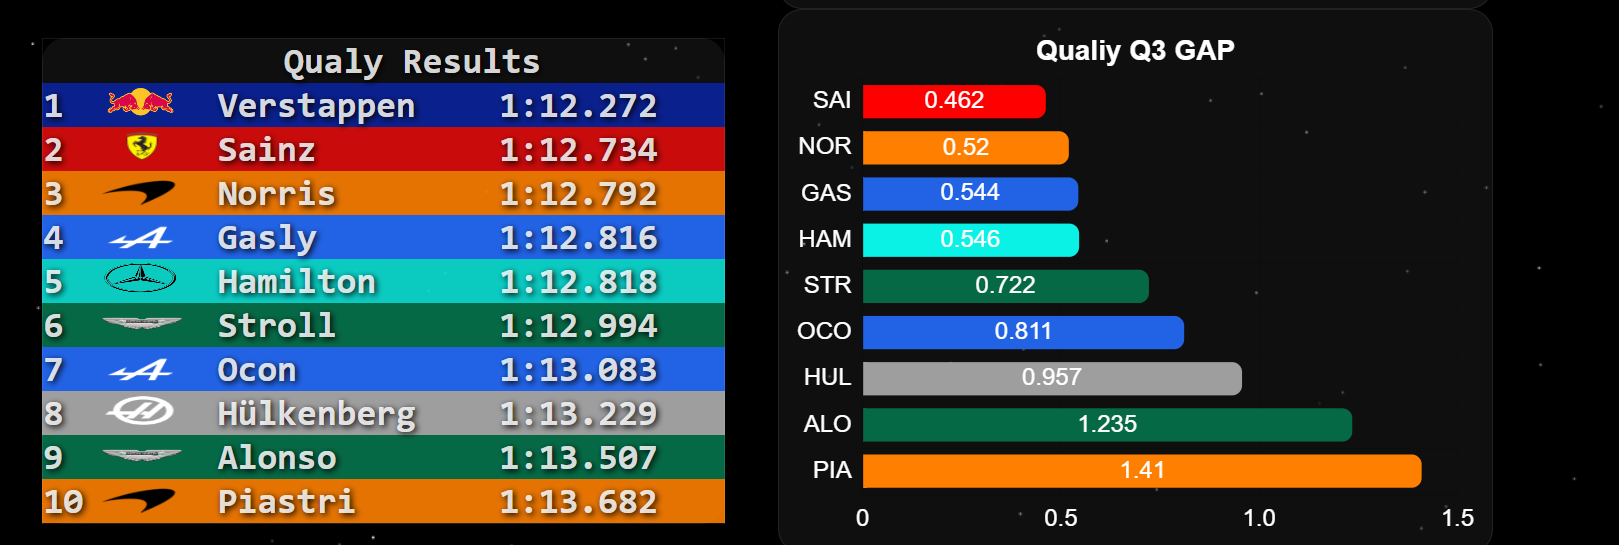 Qualy Results
1 Verstappen 1:12.272
2 Sainz 1:12.734
3 Norris 1:12.792
4 Gasly 1:12.816
5 Hamilton 1:12.818
6 Stroll 1:12.994
7 Ocon 1:13.083
8 Hülkenberg 1:13.229
9 Alonso 1:13.507
10 Piastri 1:13.682
Qualiy Q3 GAP
SAI 0.462
NOR 0.52
GAS 0.544
HAM 0.546
STR 0.722
OCO 0.811
HUL 0.957
ALO 1.235
PIA 1.41
0 0.5 1.0 1.5